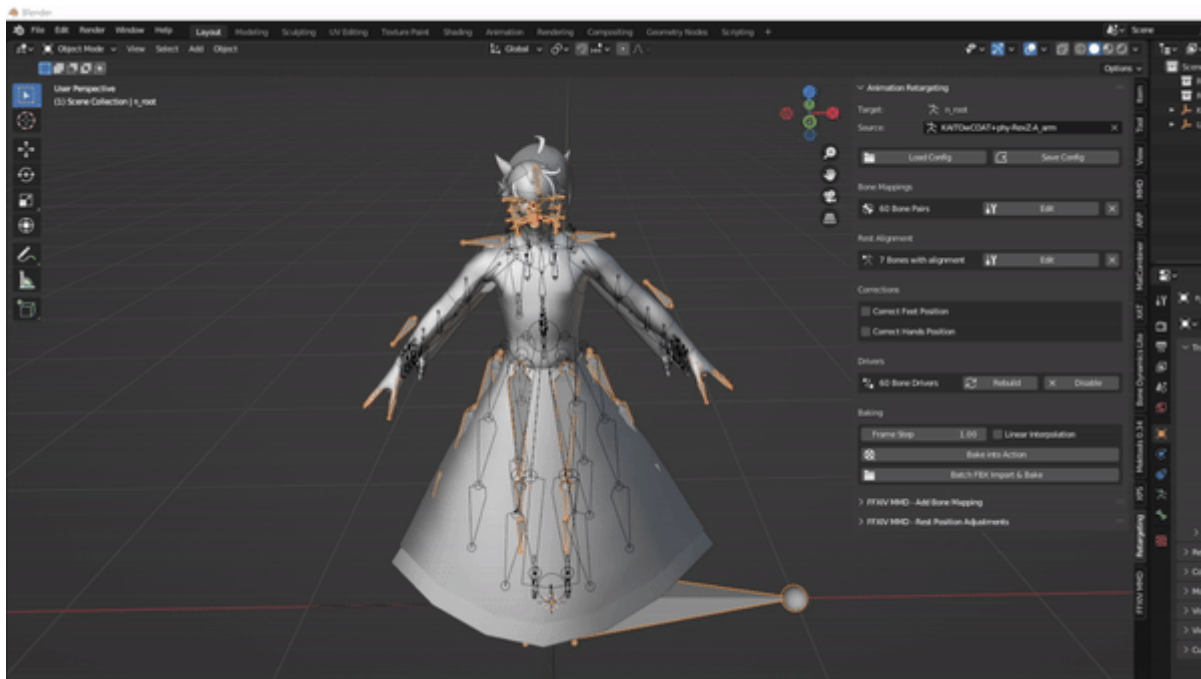 Blender
File Edit Render Window Help Layout Modeling Sculpting UV Editing Texture Paint Shading Animation Rendering Compositing Geometry Nodes Scripting + Scene
Object Mode View Select Add Object Global
Options
User Perspective
(1) Scene Collection | n_root
Animation Retargeting
Target: n_root
Source: KAITOwCOAT+phy-RexZ-A_arm
Load Config Save Config
Bone Mappings
60 Bone Pairs Edit
Rest Alignment
7 Bones with alignment Edit
Corrections
Correct Feet Position
Correct Hands Position
Drivers
60 Bone Drivers Rebuild Disable
Baking
Frame Step 1.00 Linear Interpolation
Bake into Action
Batch FBX Import & Bake
FFXIV MMD - Add Bone Mapping
FFXIV MMD - Rest Position Adjustments
Item
Tool
View
MMD
ARP
MatCombiner
XAT
Bone Dynamics Lite
Maktools 0.34
XPS
Retargeting
FFXIV MMD